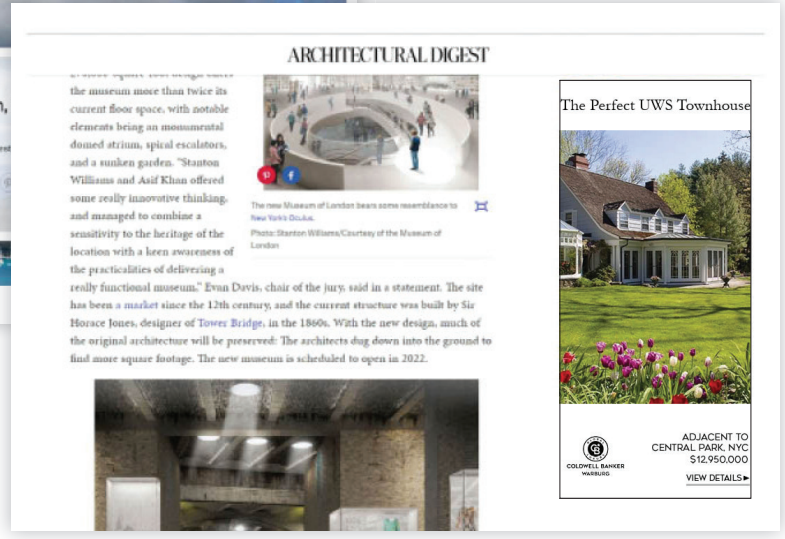 ARCHITECTURAL DIGEST
the museum more than twice its
current floor space, with notable
elements being an monumental
domed atrium, spiral escalators,
and a sunken garden. "Stanton
Williams and Asif Khan offered
some really innovative thinking,
and managed to combine a
sensitivity to the heritage of the
location with a keen awareness of
the practicalities of delivering a
really functional museum," Evan Davis, chair of the jury, said in a statement. The site
has been a market since the 12th century, and the current structure was built by Sir
Horace Jones, designer of Tower Bridge, in the 1860s. With the new design, much of
the original architecture will be preserved: The architects dug down into the ground to
find more square footage. The new museum is scheduled to open in 2022.
The new Museum of London bears some resemblance to
New York's Oculus.
Photo: Stanton Williams/Courtesy of the Museum of
London
The Perfect UWS Townhouse
COLDWELL BANKER
WARBURG
ADJACENT TO
CENTRAL PARK, NYC
$12,950,000
VIEW DETAILS